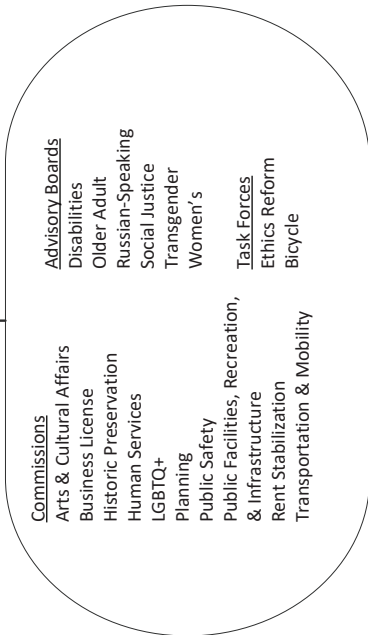 Commissions
Arts & Cultural Affairs
Business License
Historic Preservation
Human Services
LGBTQ+
Planning
Public Safety
Public Facilities, Recreation,
& Infrastructure
Rent Stabilization
Transportation & Mobility
Advisory Boards
Disabilities
Older Adult
Russian-Speaking
Social Justice
Transgender
Women's
Task Forces
Ethics Reform
Bicycle